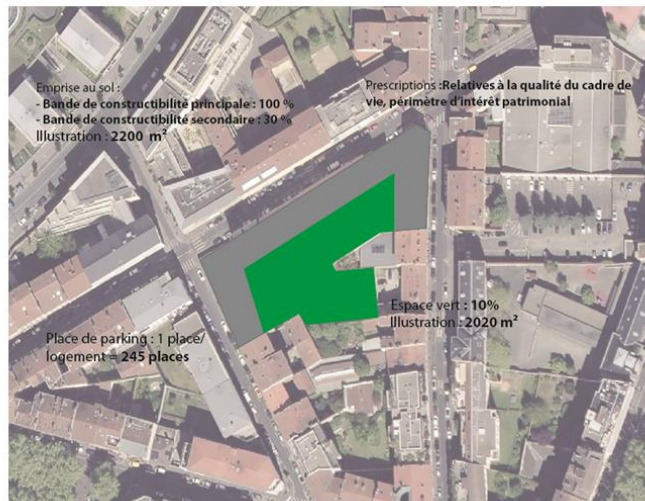 Emprise au sol :
- Bande de constructibilité principale : 100 %
- Bande de constructibilité secondaire : 30 %
Illustration : 2200 m²
Prescriptions :Relatives à la qualité du cadre de
vie, périmètre d'intérêt patrimonial
Espace vert : 10%
Illustration : 2020 m²
Place de parking : 1 place/
logement = 245 places